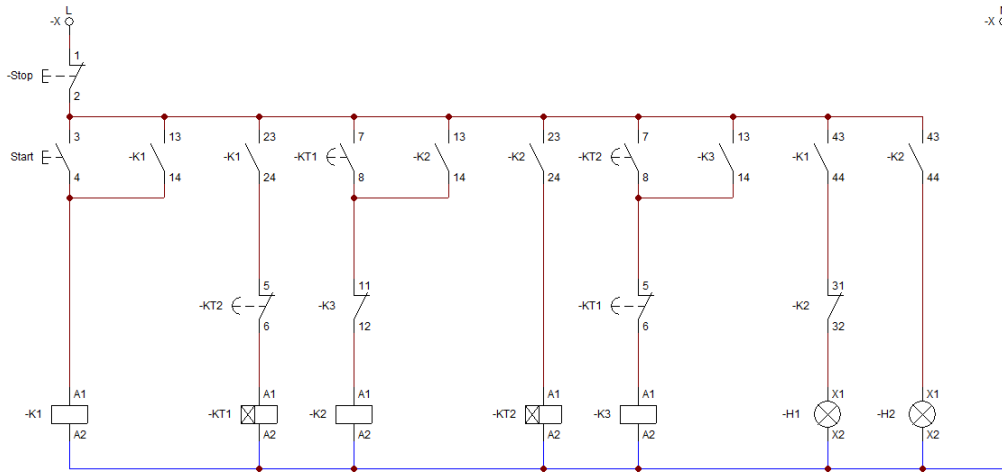 L
-X
-X
1
-Stop
2
3 13 23 7 13 23 7 13 43 43
Start -K1 -K1 -KT1 -K2 -K2 -KT2 -K3 -K1 -K2
4 14 24 8 14 24 8 14 44 44
5 11 5 31
-KT2 -K3 -KT1 -K2
6 12 6 32
A1 A1 A1 A1 A1 X1 X1
-K1 -KT1 -K2 -KT2 -K3 -H1 -H2
A2 A2 A2 A2 A2 X2 X2